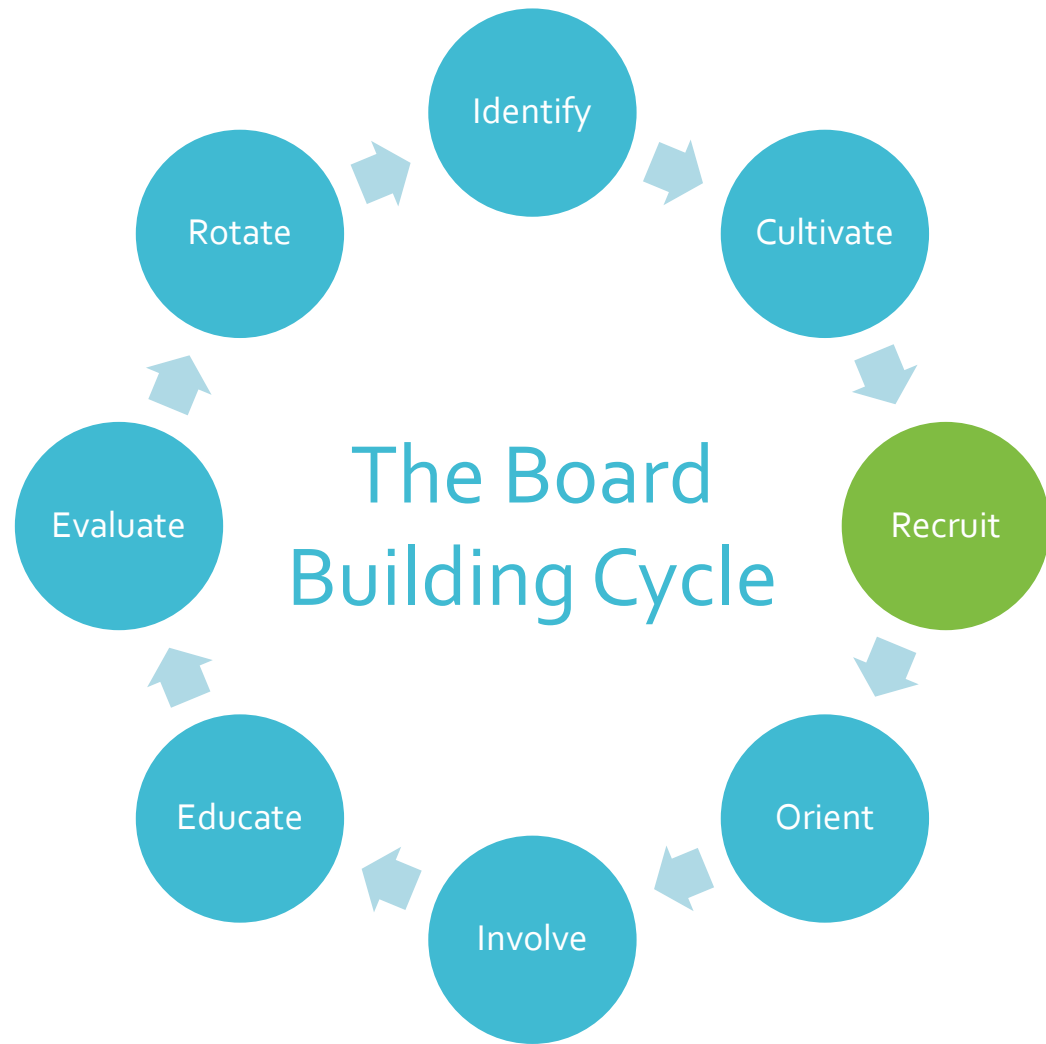 Identify
Cultivate
Recruit
Orient
Involve
Educate
Evaluate
Rotate
The Board
Building Cycle